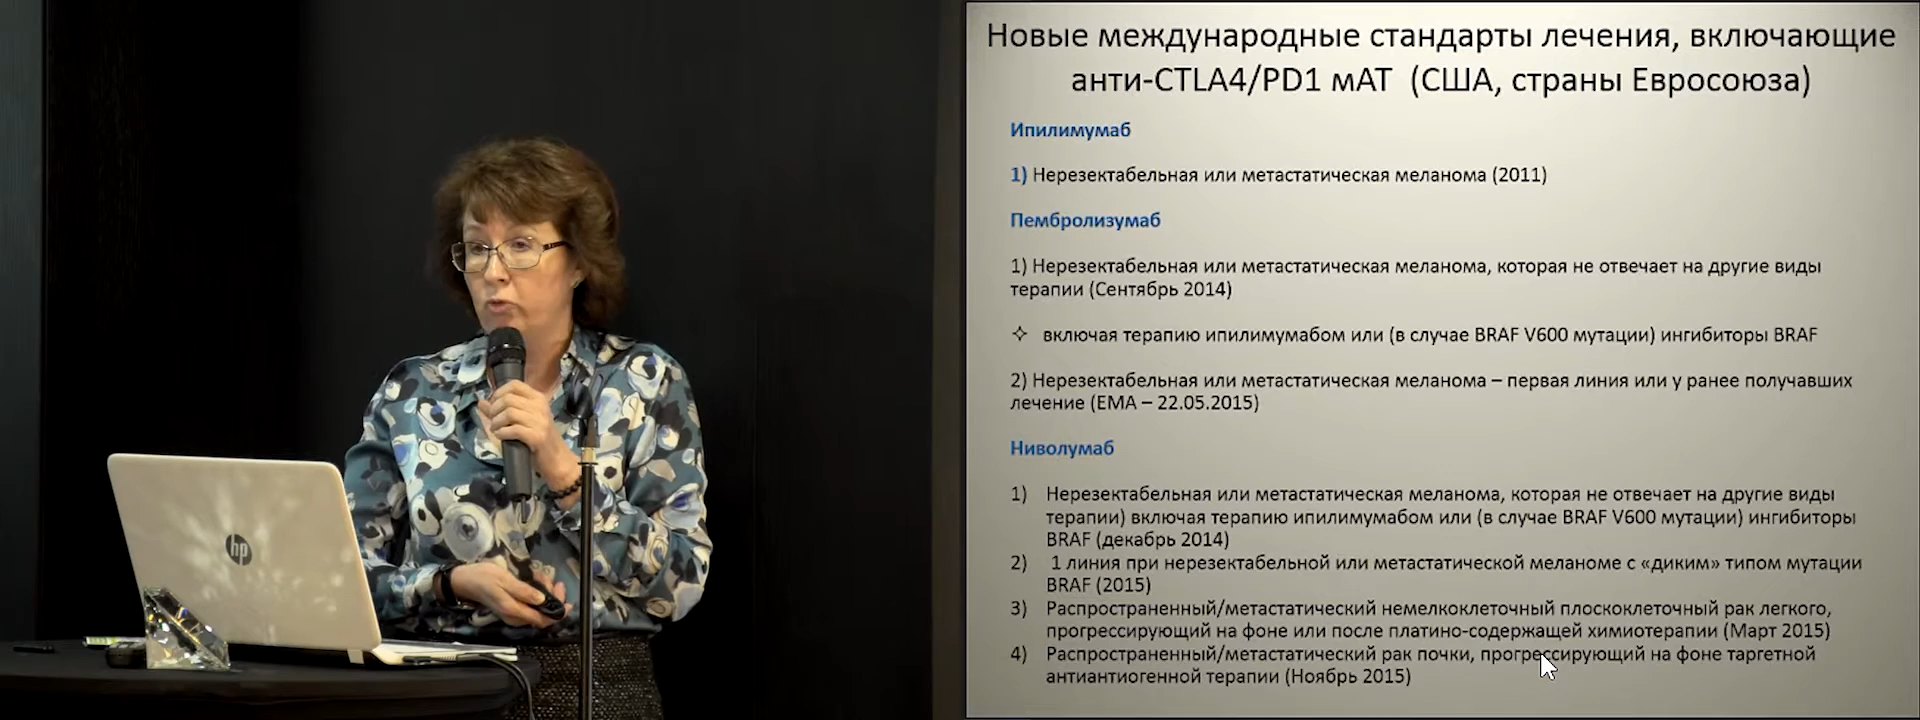 Новые международные стандарты лечения, включающие
анти-CTLA4/PD1 мАТ (США, страны Евросоюза)
Ипилимумаб
1) Нерезектабельная или метастатическая меланома (2011)
Пембролизумаб
1) Нерезектабельная или метастатическая меланома, которая не отвечает на другие виды
терапии (Сентябрь 2014)
✧ включая терапию ипилимумабом или (в случае BRAF V600 мутации) ингибиторы BRAF
2) Нерезектабельная или метастатическая меланома – первая линия или у ранее получавших
лечение (EMA – 22.05.2015)
Ниволумаб
1) Нерезектабельная или метастатическая меланома, которая не отвечает на другие виды
терапии) включая терапию ипилимумабом или (в случае BRAF V600 мутации) ингибиторы
BRAF (декабрь 2014)
2) 1 линия при нерезектабельной или метастатической меланоме с «диким» типом мутации
BRAF (2015)
3) Распространенный/метастатический немелкоклеточный плоскоклеточный рак легкого,
прогрессирующий на фоне или после платино-содержащей химиотерапии (Март 2015)
4) Распространенный/метастатический рак почки, прогрессирующий на фоне таргетной
антиантиогенной терапии (Ноябрь 2015)
hp